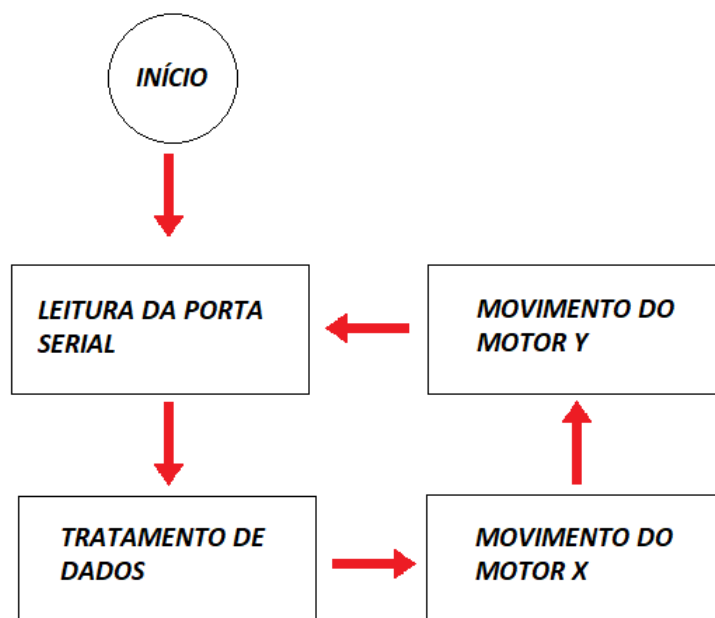 INÍCIO
LEITURA DA PORTA
SERIAL
MOVIMENTO DO
MOTOR Y
TRATAMENTO DE
DADOS
MOVIMENTO DO
MOTOR X